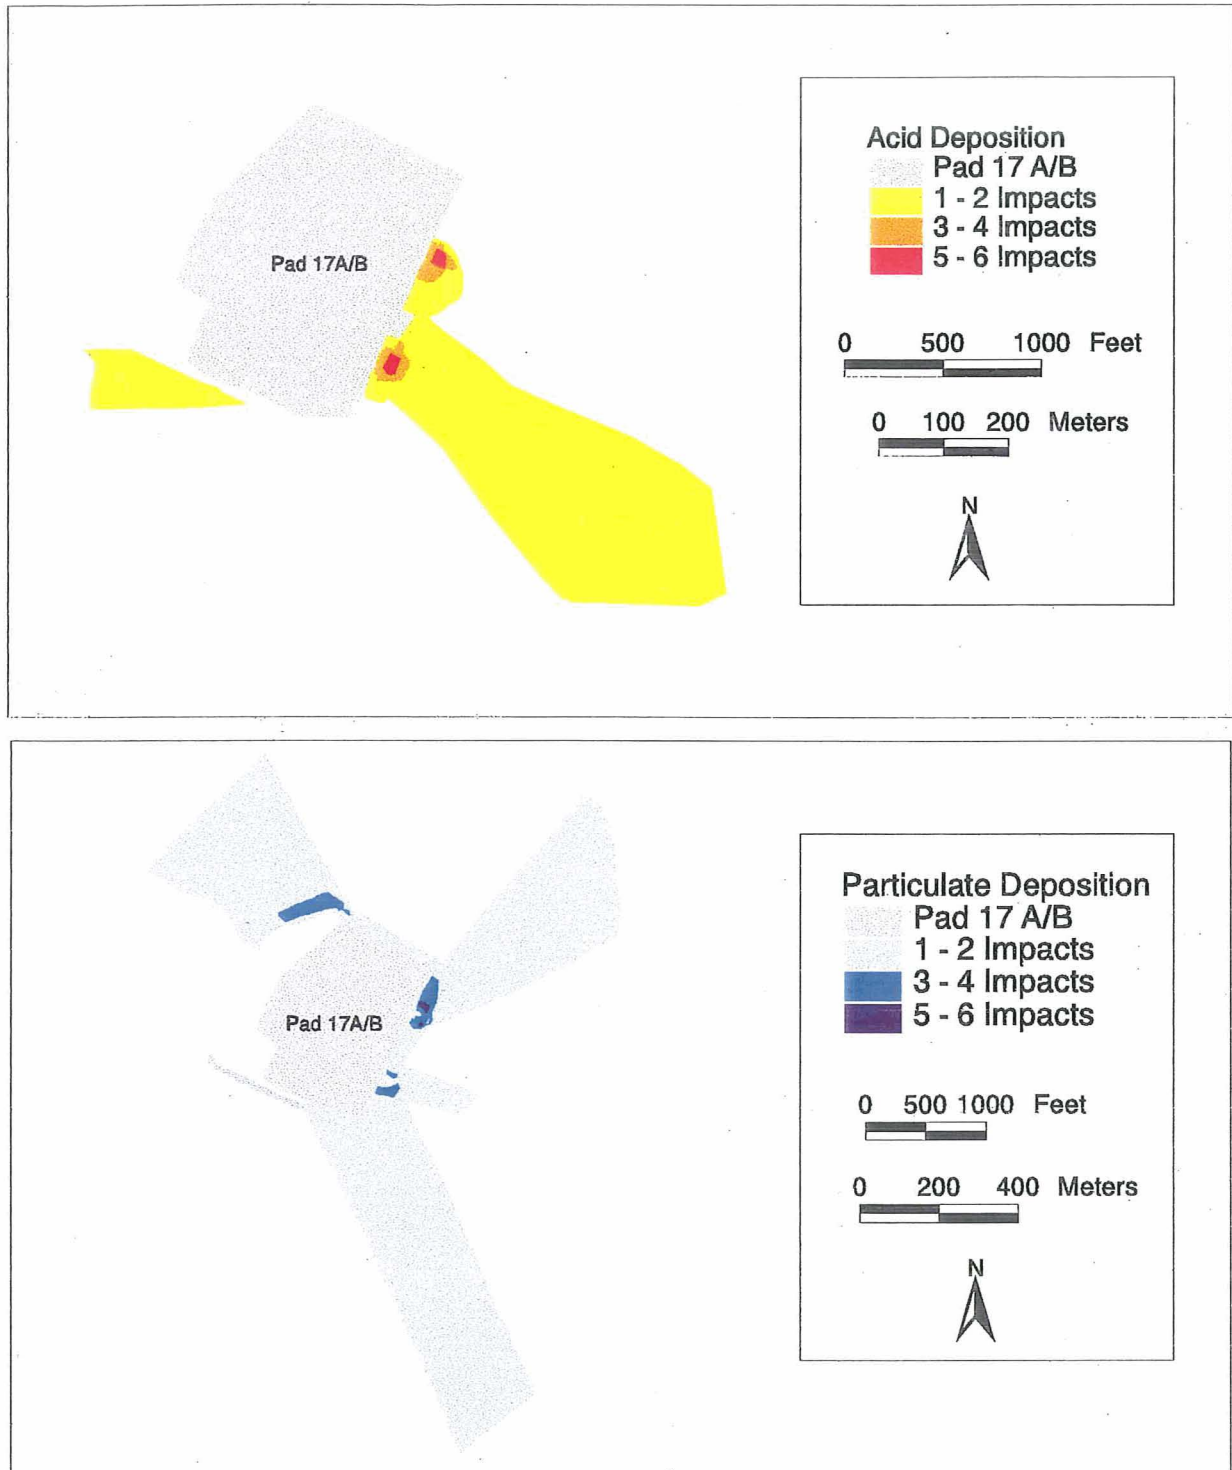 Pad 17A/B
Acid Deposition
Pad 17 A/B
1 - 2 Impacts
3 - 4 Impacts
5 - 6 Impacts
0 500 1000 Feet
0 100 200 Meters
N
Pad 17A/B
Particulate Deposition
Pad 17 A/B
1 - 2 Impacts
3 - 4 Impacts
5 - 6 Impacts
0 500 1000 Feet
0 200 400 Meters
N